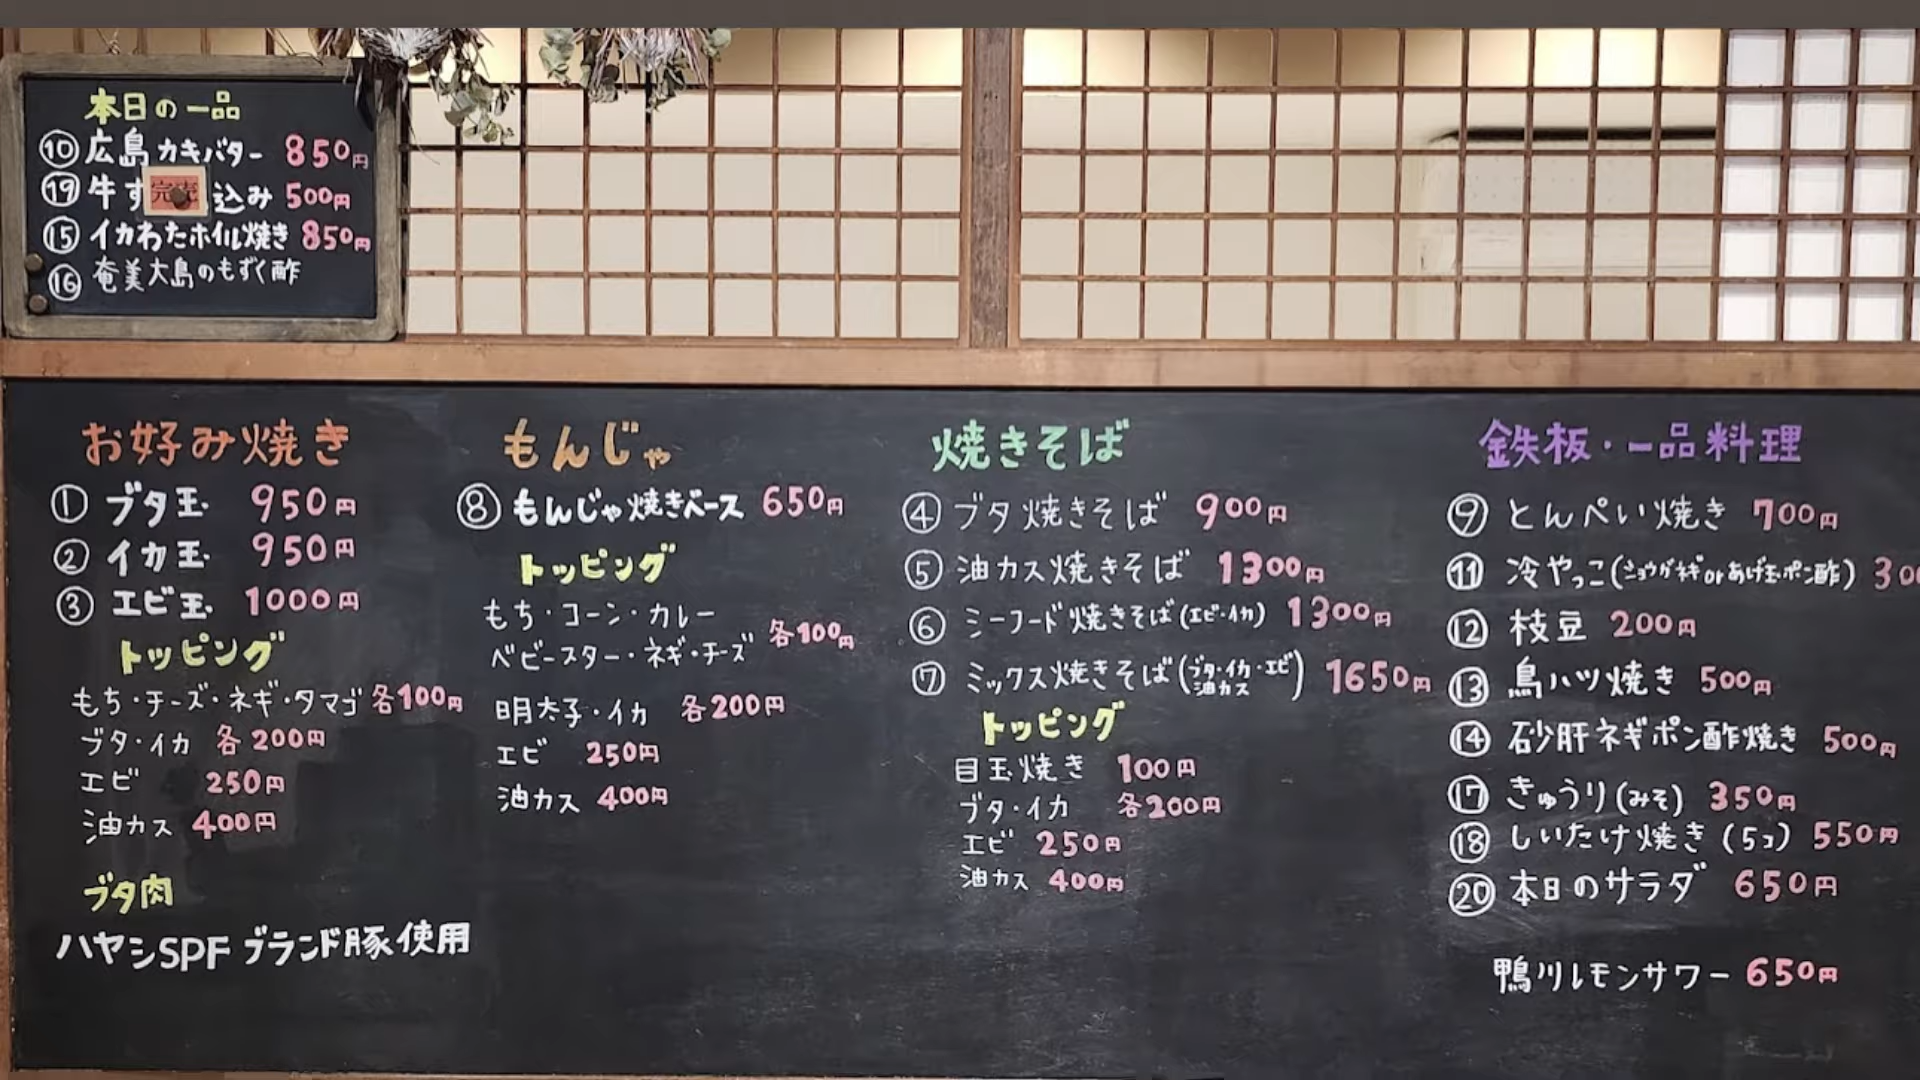 本日の一品
⑩ 広島カキバター 850円
⑲ 牛す 完売 込み 500円
⑮ イカわたホイル焼き 850円
⑯ 奄美大島のもずく酢
お好み焼き
① ブタ玉 950円
② イカ玉 950円
③ エビ玉 1000円
トッピング
もち・チーズ・ネギ・タマゴ 各100円
ブタ・イカ 各200円
エビ 250円
油カス 400円
ブタ肉
ハヤシSPFブランド豚使用
もんじゃ
⑧ もんじゃ焼きベース 650円
トッピング
もち・コーン・カレー
ベビースター・ネギ・チーズ 各100円
明太子・イカ 各200円
エビ 250円
油カス 400円
焼きそば
④ ブタ焼きそば 900円
⑤ 油カス焼きそば 1300円
⑥ シーフード焼きそば(エビ・イカ) 1300円
⑦ ミックス焼きそば(ブタ・イカ・エビ
油カス) 1650円
トッピング
目玉焼き 100円
ブタ・イカ 各200円
エビ 250円
油カス 400円
鉄板・一品料理
⑨ とんぺい焼き 700円
⑪ 冷やっこ(ショウガネギorあげ玉ポン酢) 300
⑫ 枝豆 200円
⑬ 鳥ハツ焼き 500円
⑭ 砂肝ネギポン酢焼き 500円
⑰ きゅうり(みそ) 350円
⑱ しいたけ焼き(5コ) 550円
⑳ 本日のサラダ 650円
鴨川レモンサワー 650円